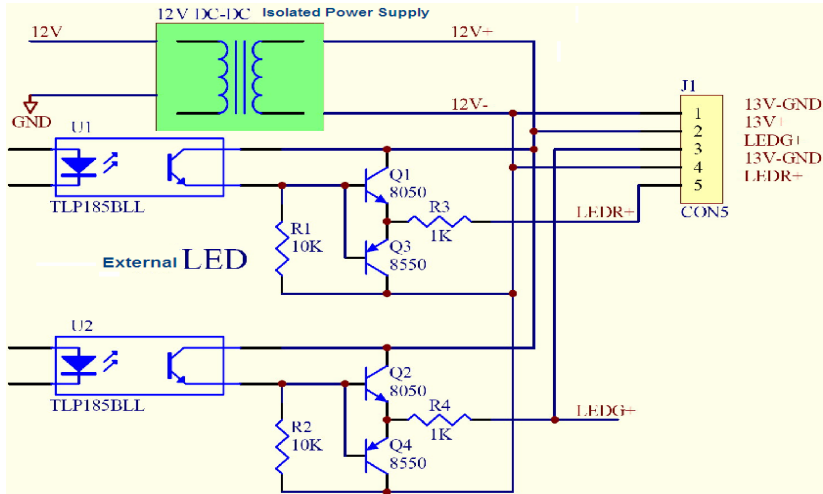 12V DC-DC Isolated Power Supply
12V
12V+
GND
12V-
J1
1 13V-GND
2 13V+
3 LEDG+
4 13V-GND
5 LEDR+
CON5
U1
TLP185BLL
Q1
8050
R3
1K
LEDR+
R1
10K
Q3
8550
External LED
U2
TLP185BLL
Q2
8050
R4
1K
LEDG+
R2
10K
Q4
8550